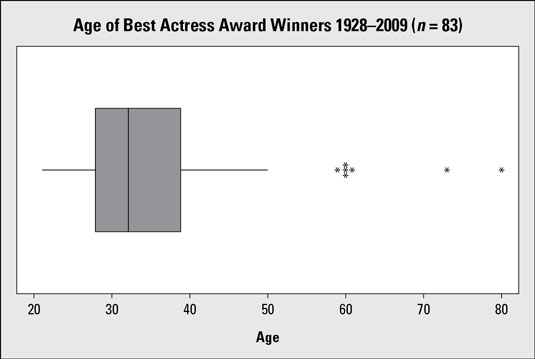 Age of Best Actress Award Winners 1928–2009 (n = 83)
20 30 40 50 60 70 80
Age